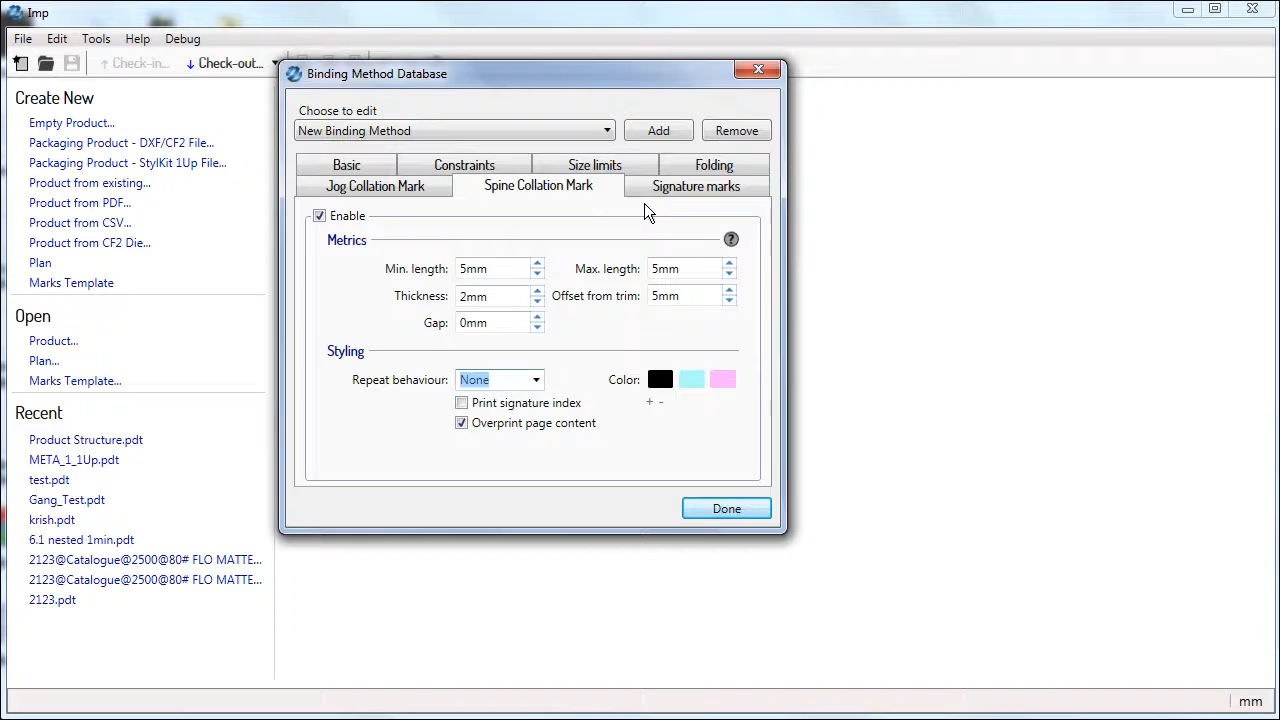 Imp
File Edit Tools Help Debug
Check-in... Check-out...
Create New
Empty Product...
Packaging Product - DXF/CF2 File...
Packaging Product - StylKit 1Up File...
Product from existing...
Product from PDF...
Product from CSV...
Product from CF2 Die...
Plan
Marks Template
Open
Product...
Plan...
Marks Template...
Recent
Product Structure.pdt
META_1_1Up.pdt
test.pdt
Gang_Test.pdt
krish.pdt
6.1 nested 1min.pdt
2123@Catalogue@2500@80# FLO MATTE...
2123@Catalogue@2500@80# FLO MATTE...
2123.pdt
Binding Method Database
Choose to edit
New Binding Method Add Remove
Basic Constraints Size limits Folding
Jog Collation Mark Spine Collation Mark Signature marks
Enable
Metrics ?
Min. length: 5mm Max. length: 5mm
Thickness: 2mm Offset from trim: 5mm
Gap: 0mm
Styling
Repeat behaviour: None Color:
Print signature index + -
Overprint page content
Done
mm